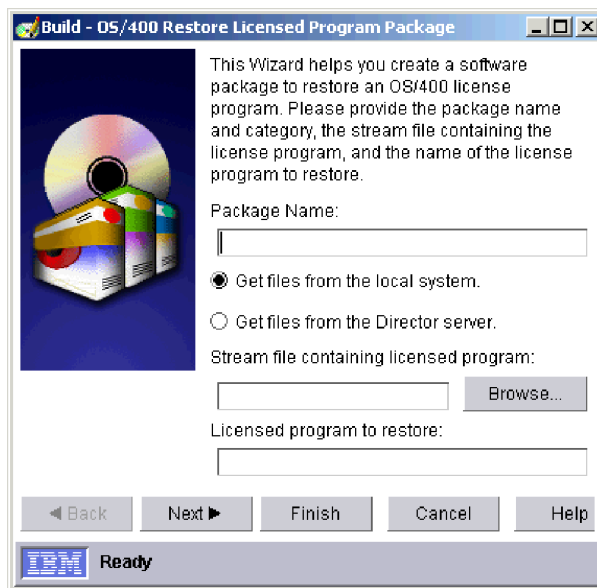 Build - OS/400 Restore Licensed Program Package
This Wizard helps you create a software
package to restore an OS/400 license
program. Please provide the package name
and category, the stream file containing the
license program, and the name of the license
program to restore.
Package Name:
Get files from the local system.
Get files from the Director server.
Stream file containing licensed program:
Browse...
Licensed program to restore:
Back Next Finish Cancel Help
IBM Ready